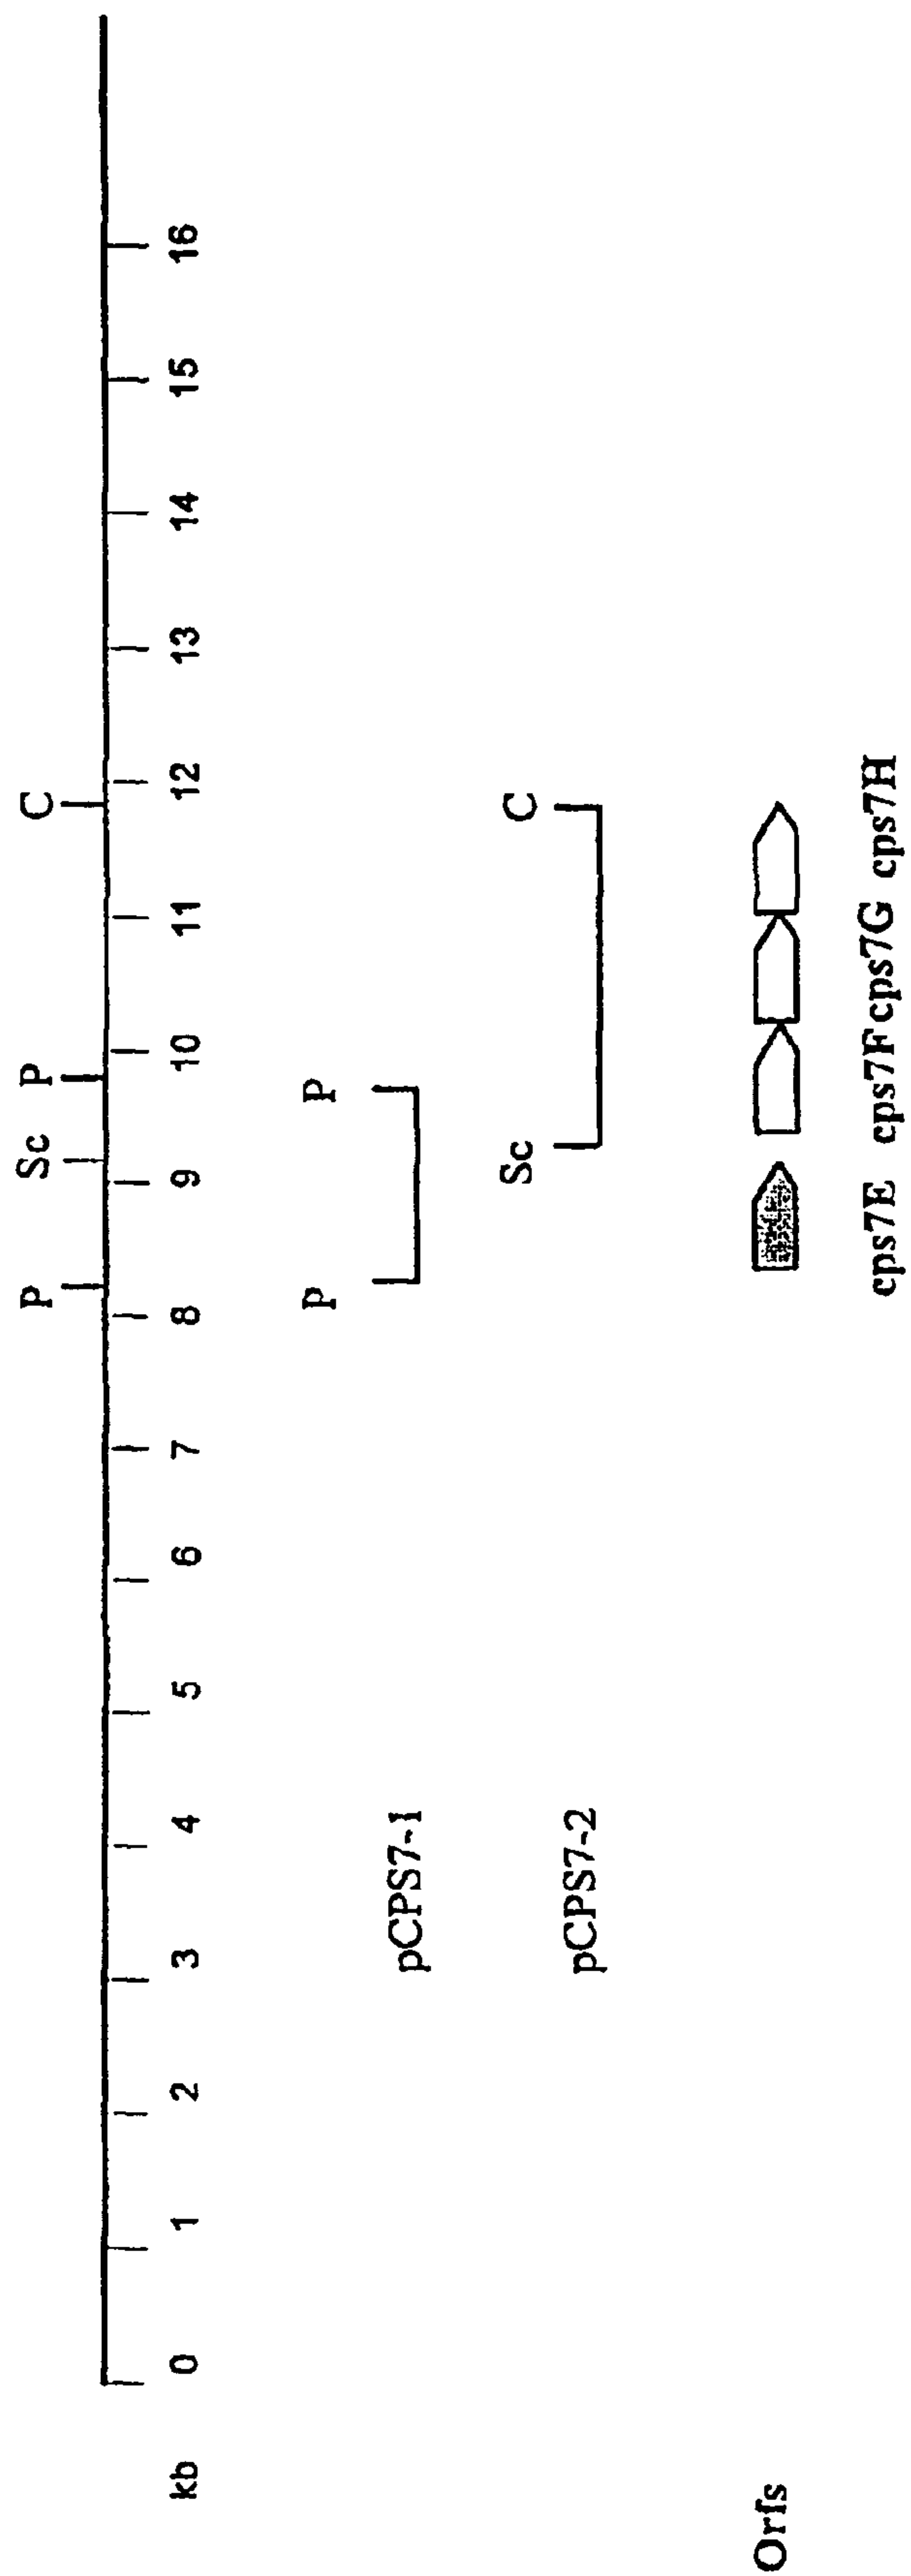 P Sc P C
kb 0 1 2 3 4 5 6 7 8 9 10 11 12 13 14 15 16
P P
pCPS7-1
Sc C
pCPS7-2
Orfs
cps7E cps7F cps7G cps7H